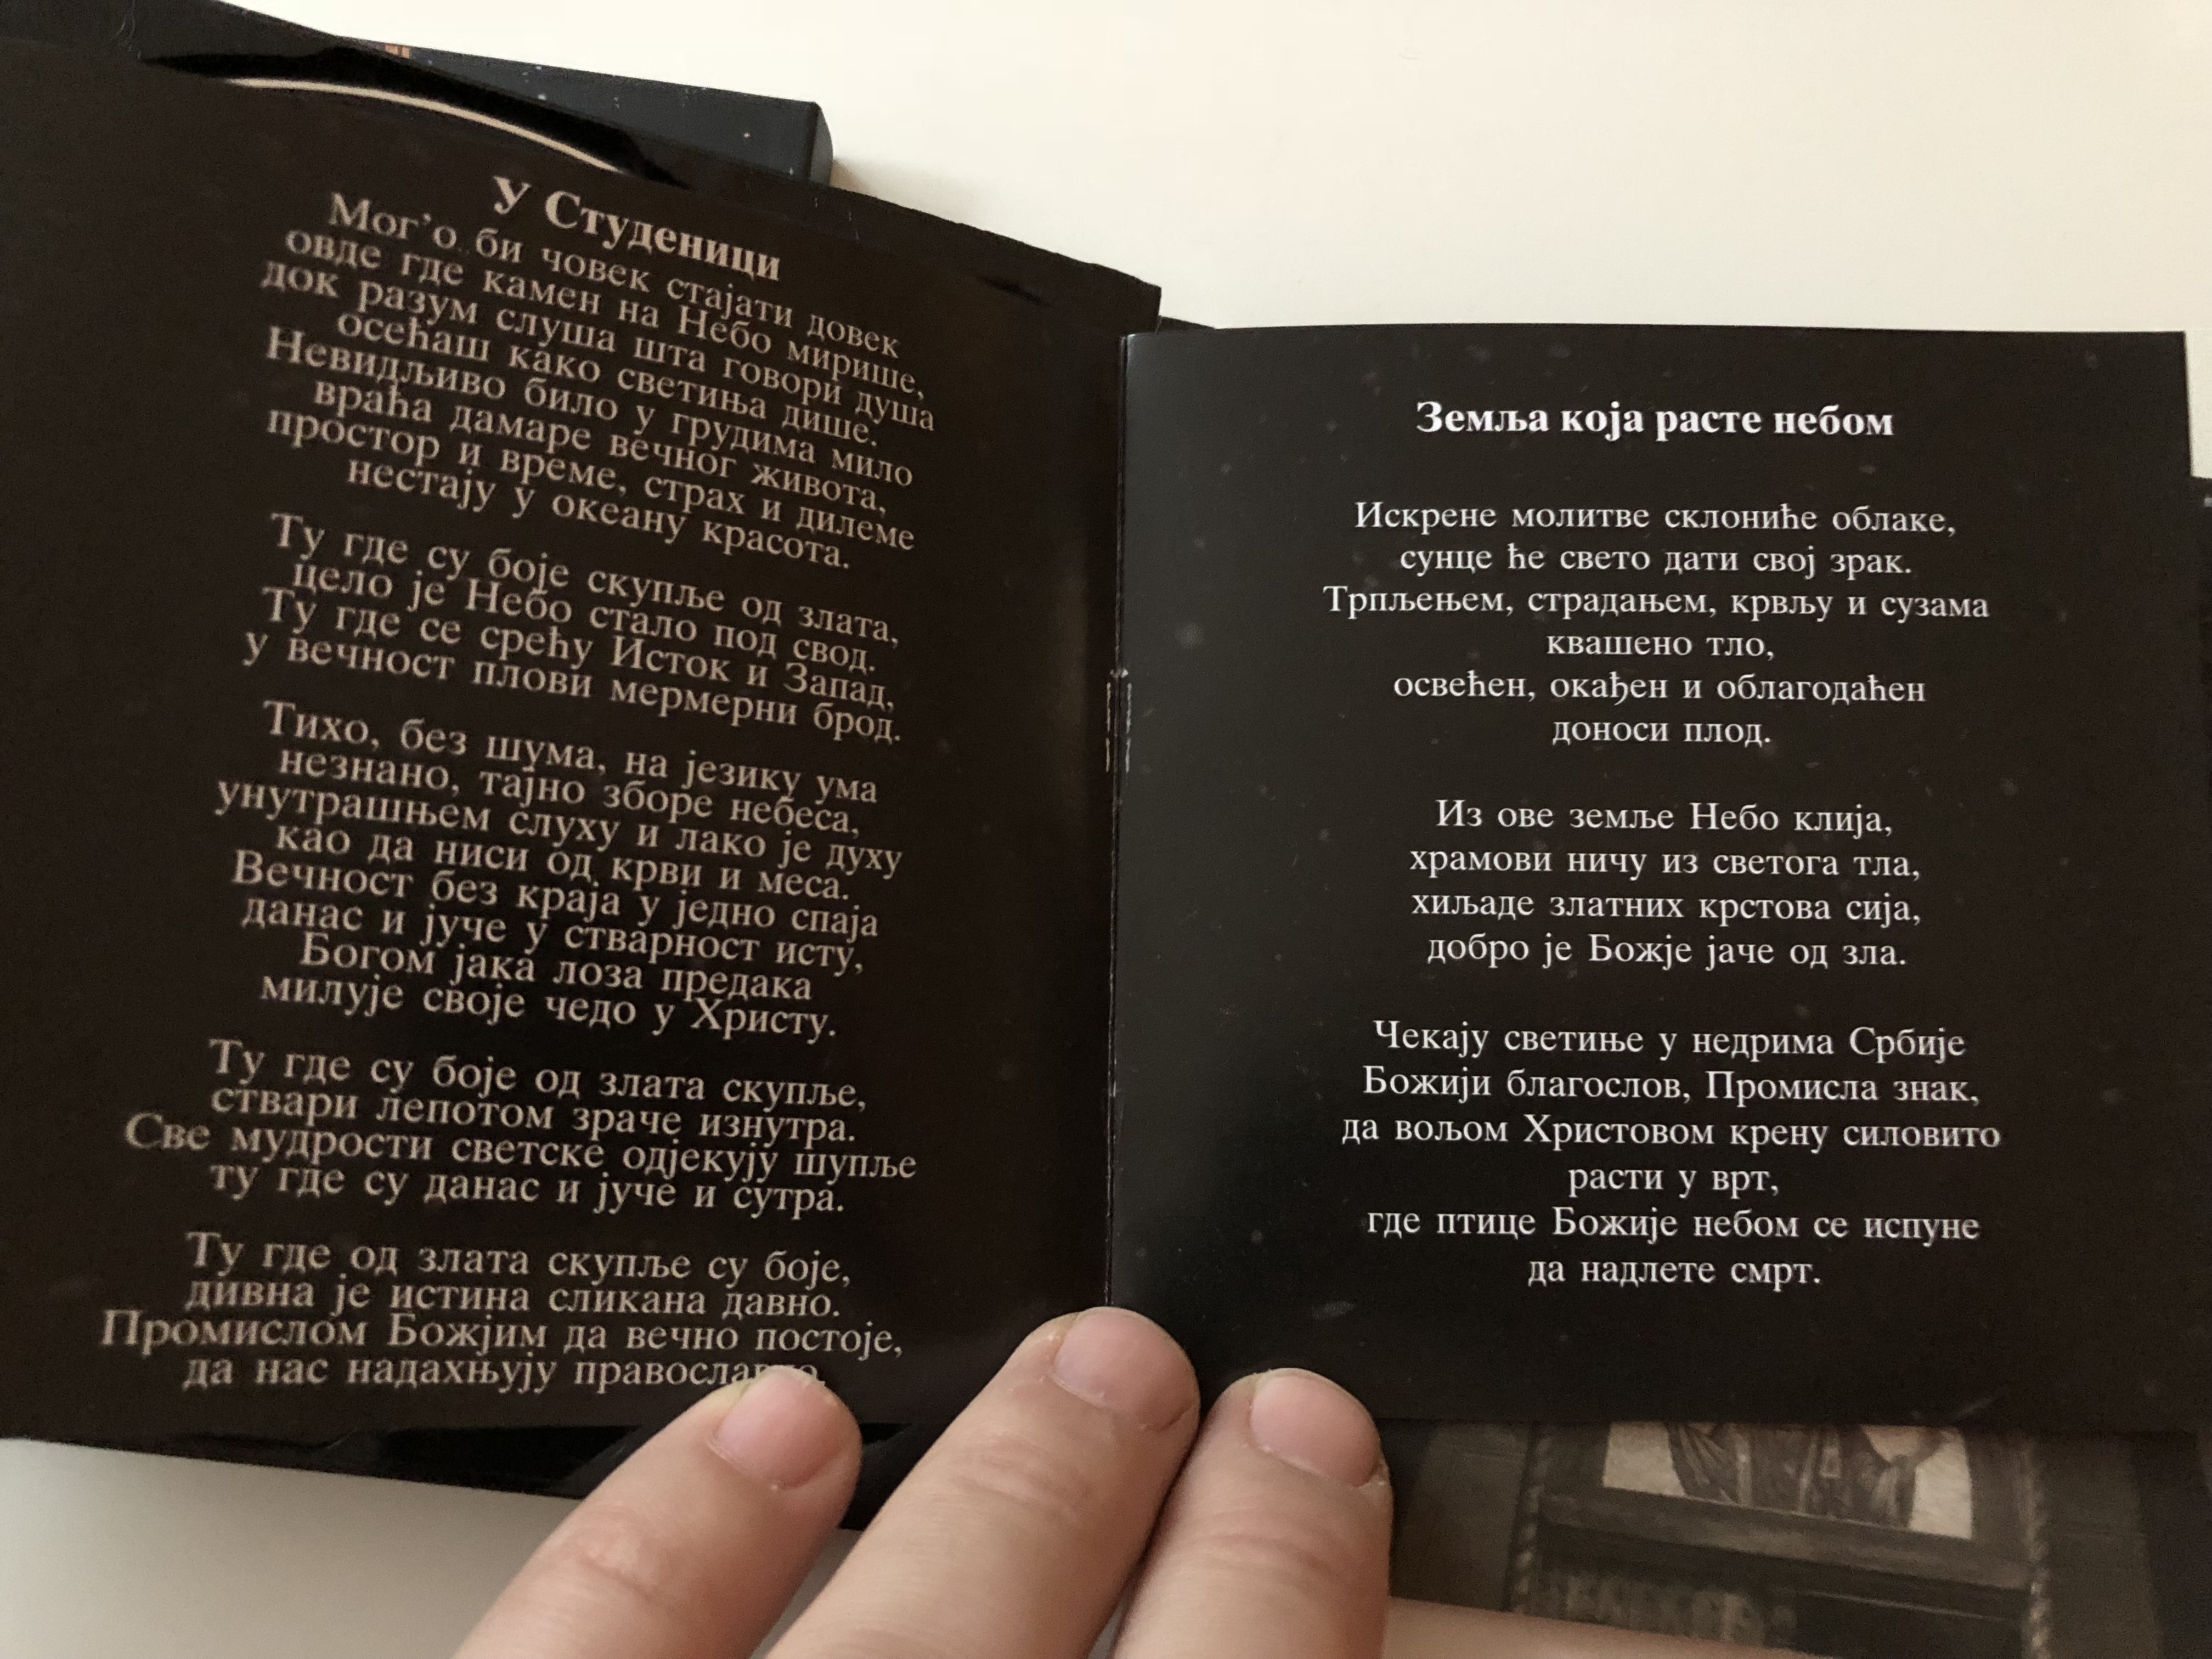 У Студеници
Мог'о би човек стајати довек
овде где камен на Небо мирише,
док разум слуша шта говори душа
осећаш како светиња дише.
Невидљиво било у грудима мило
враћа дамаре вечног живота,
простор и време, страх и дилеме
нестају у океану красота.
Ту где су боје скупље од злата,
цело је Небо стало под свод.
Ту где се срећу Исток и Запад,
у вечност плови мермерни брод.
Тихо, без шума, на језику ума
незнано, тајно зборе небеса,
унутрашњем слуху и лако је духу
као да ниси од крви и меса.
Вечност без краја у једно спаја
данас и јуче у стварност исту,
Богом јака лоза предака
милује своје чедо у Христу.
Ту где су боје од злата скупље,
ствари лепотом зраче изнутра.
Све мудрости светске одјекују шупље
ту где су данас и јуче и сутра.
Ту где од злата скупље су боје,
дивна је истина сликана давно.
Промислом Божјим да вечно постоје,
да нас надахњују
Земља која расте небом
Искрене молитве склониће облаке,
сунце ће свето дати свој зрак.
Трпљењем, страдањем, крвљу и сузама
квашено тло,
освећен, окађен и облагодаћен
доноси плод.
Из ове земље Небо клија,
храмови ничу из светога тла,
хиљаде златних крстова сија,
добро је Божје јаче од зла.
Чекају светиње у недрима Србије
Божији благослов, Промисла знак,
да вољом Христовом крену силовито
расти у врт,
где птице Божије небом се испуне
да надлете смрт.